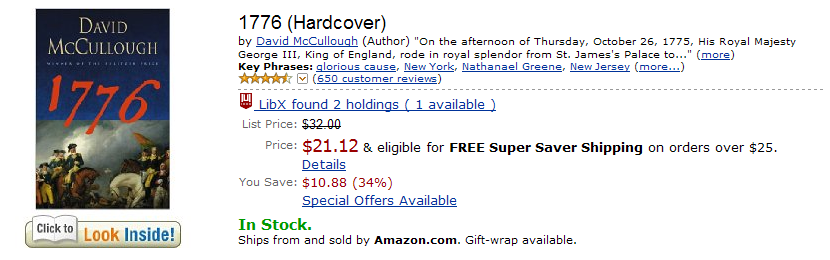 DAVID
McCULLOUGH
WINNER OF THE PULITZER PRIZE
1776
Click to Look Inside!
1776 (Hardcover)
by David McCullough (Author) "On the afternoon of Thursday, October 26, 1775, His Royal Majesty
George III, King of England, rode in royal splendor from St. James's Palace to..." (more)
Key Phrases: glorious cause, New York, Nathanael Greene, New Jersey (more...)
(650 customer reviews)
LibX found 2 holdings ( 1 available )
List Price: $32.00
Price: $21.12 & eligible for FREE Super Saver Shipping on orders over $25.
Details
You Save: $10.88 (34%)
Special Offers Available
In Stock.
Ships from and sold by Amazon.com. Gift-wrap available.